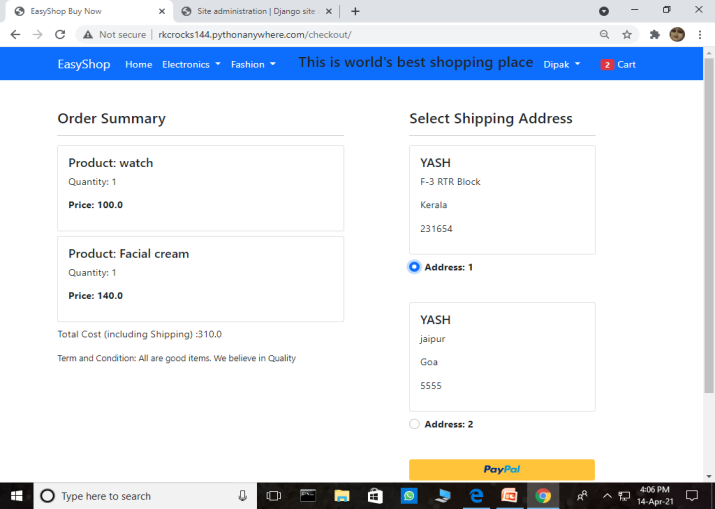 EasyShop Buy Now
Site administration | Django site
Not secure | rkcrocks144.pythonanywhere.com/checkout/
EasyShop Home Electronics Fashion This is world's best shopping place Dipak 2 Cart
Order Summary
Product: watch
Quantity: 1
Price: 100.0
Product: Facial cream
Quantity: 1
Price: 140.0
Total Cost (including Shipping) :310.0
Term and Condition: All are good items. We believe in Quality
Select Shipping Address
YASH
F-3 RTR Block
Kerala
231654
Address: 1
YASH
jaipur
Goa
5555
Address: 2
PayPal
Type here to search
4:06 PM
14-Apr-21